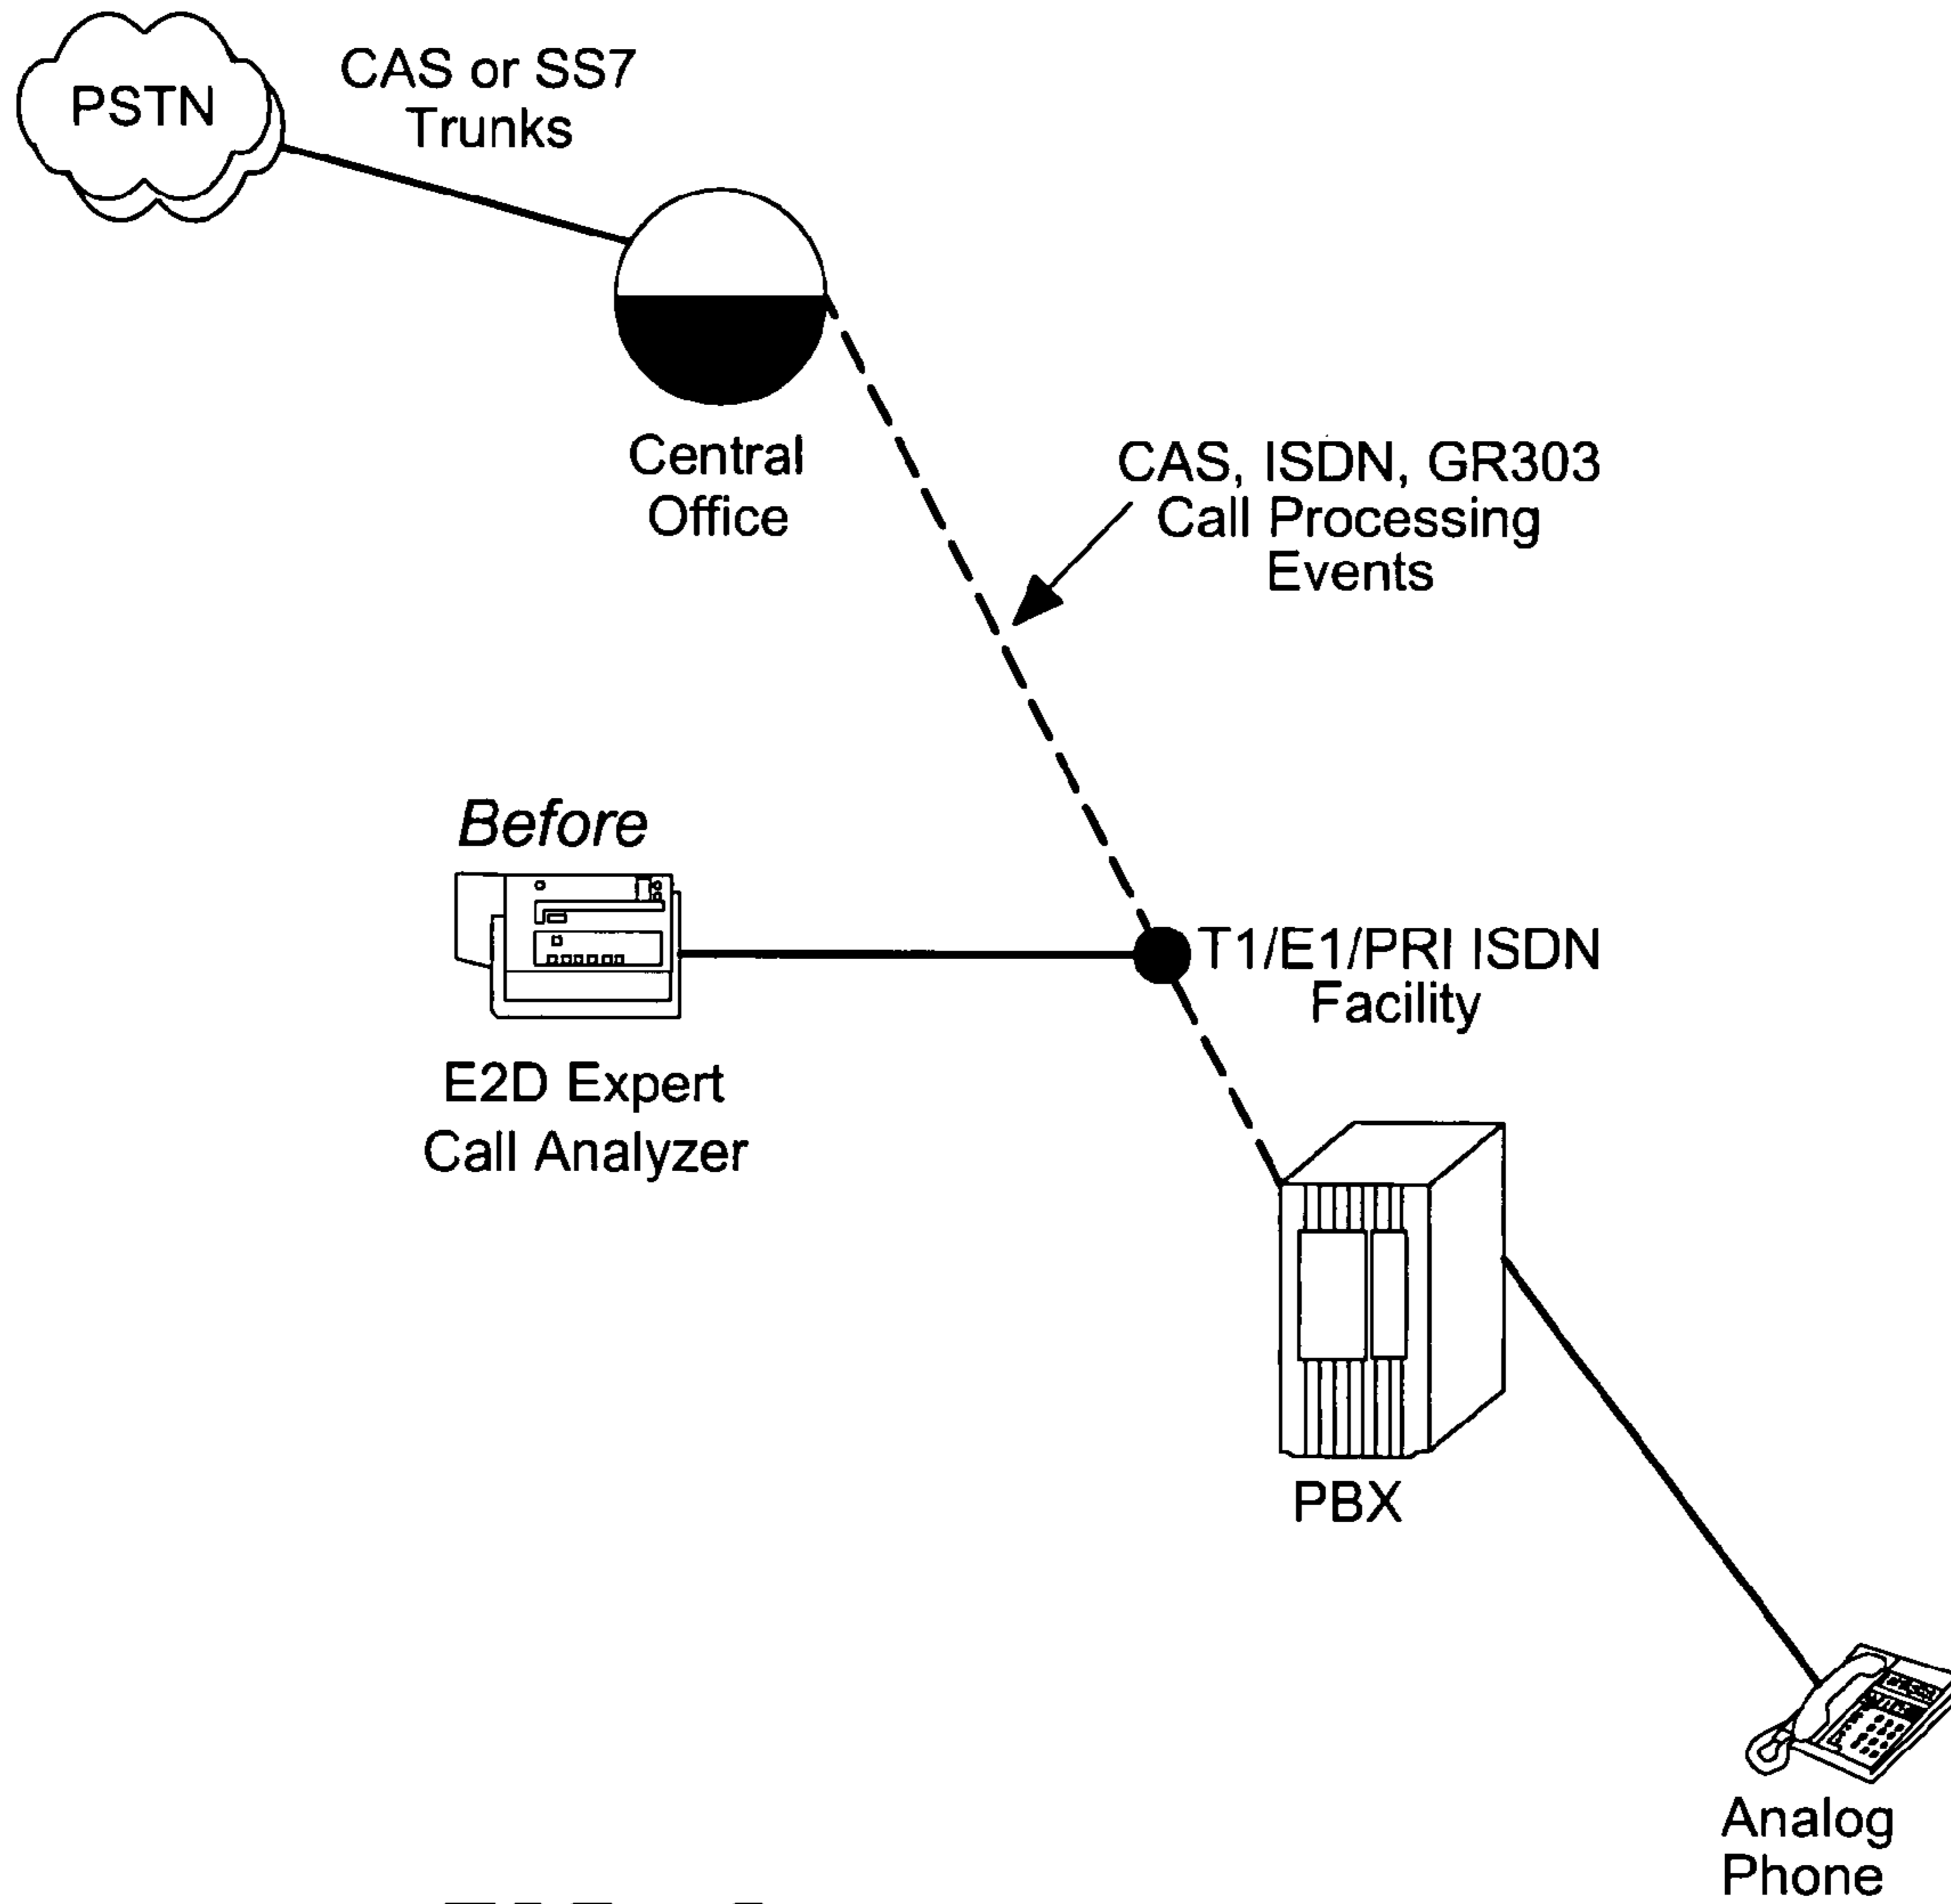 PSTN
CAS or SS7
Trunks
Central
Office
CAS, ISDN, GR303
Call Processing
Events
Before
T1/E1/PRI ISDN
Facility
E2D Expert
Call Analyzer
PBX
Analog
Phone